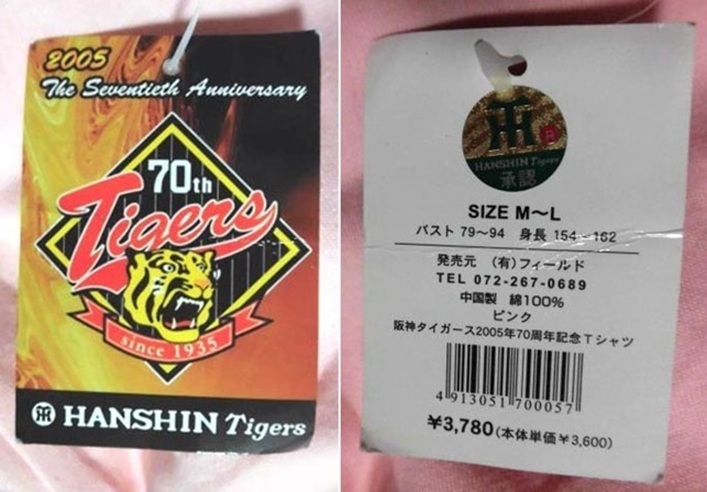 2005
The Seventieth Anniversary
70th
Tigers
since 1935
HANSHIN Tigers
TH
R
HANSHIN Tigers
承認
SIZE M〜L
バスト 79〜94 身長 154-162
発売元 (有)フィールド
TEL 072-267-0689
中国製 綿100%
ピンク
阪神タイガース2005年70周年記念Tシャツ
4 913051 700057
¥3,780(本体単価¥3,600)